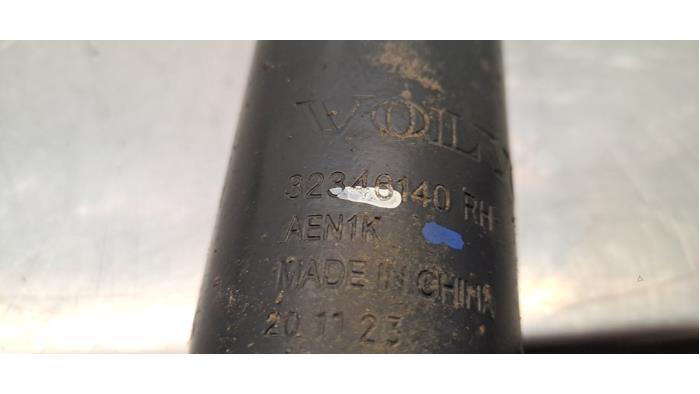 VOLV
32346140 RH
AEN1K
MADE IN CHINA
20 11 23